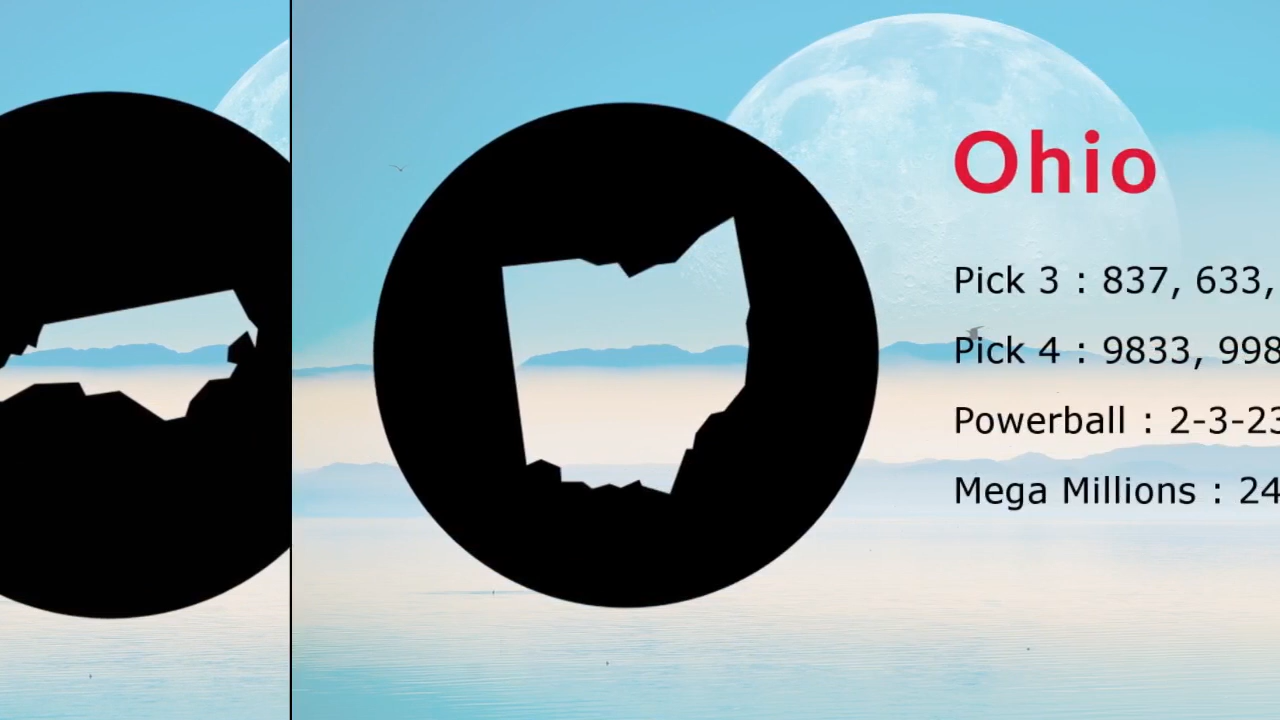 Ohio
Pick 3 : 837, 633,
Pick 4 : 9833, 998
Powerball : 2-3-23
Mega Millions : 24